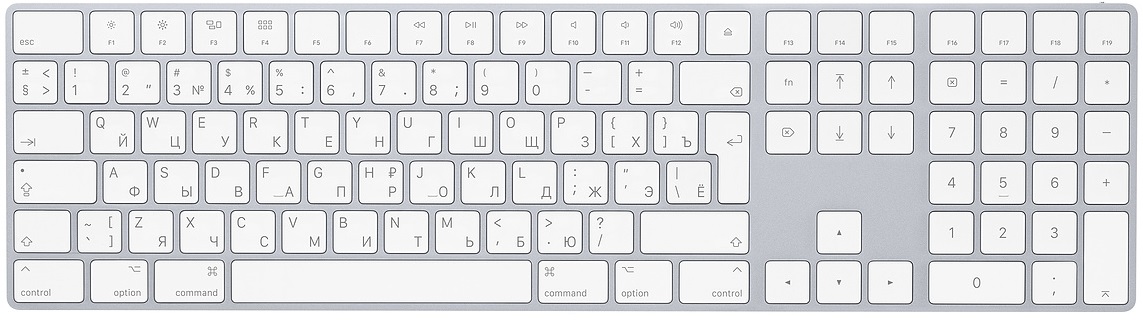 esc F1 F2 F3 F4 F5 F6 F7 F8 F9 F10 F11 F12 F13 F14 F15 F16 F17 F18 F19
± § < > ! 1 @ 2 " # 3 № $ 4 % % 5 : ^ 6 , & 7 . * 8 ; ( 9 ) 0 — - + = fn = / *
Q Й W Ц E У R К T Е Y Н U Г I Ш O Щ P З { [ Х } ] Ъ 7 8 9 –
A Ф S Ы D В F А G П H ₽ Р J О K Л L Д : ; Ж " ' Э | \ Ё 4 5 6 +
~ ` [ ] Z Я X Ч C С V М B И N Т M Ь < , Б > . Ю ? / 1 2 3
control option command command option control 0 ; ,